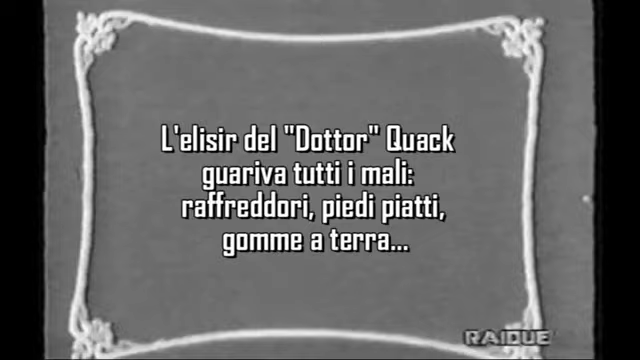 L'elisir del "Dottor" Quack
guariva tutti i mali:
raffreddori, piedi piatti,
gomme a terra...
RAIDUE